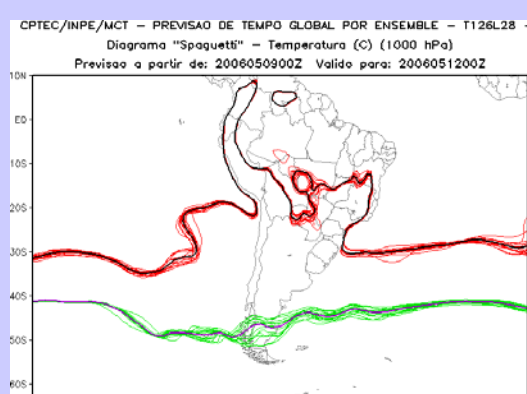 CPTEC/INPE/MCT - PREVISAO DE TEMPO GLOBAL POR ENSEMBLE - T126L28 -
Diagrama "Spaguetti" - Temperatura (C) (1000 hPa)
Previsao a partir de: 2006050900Z Valido para: 2006051200Z
10N
EQ
10S
20S
30S
40S
50S
60S